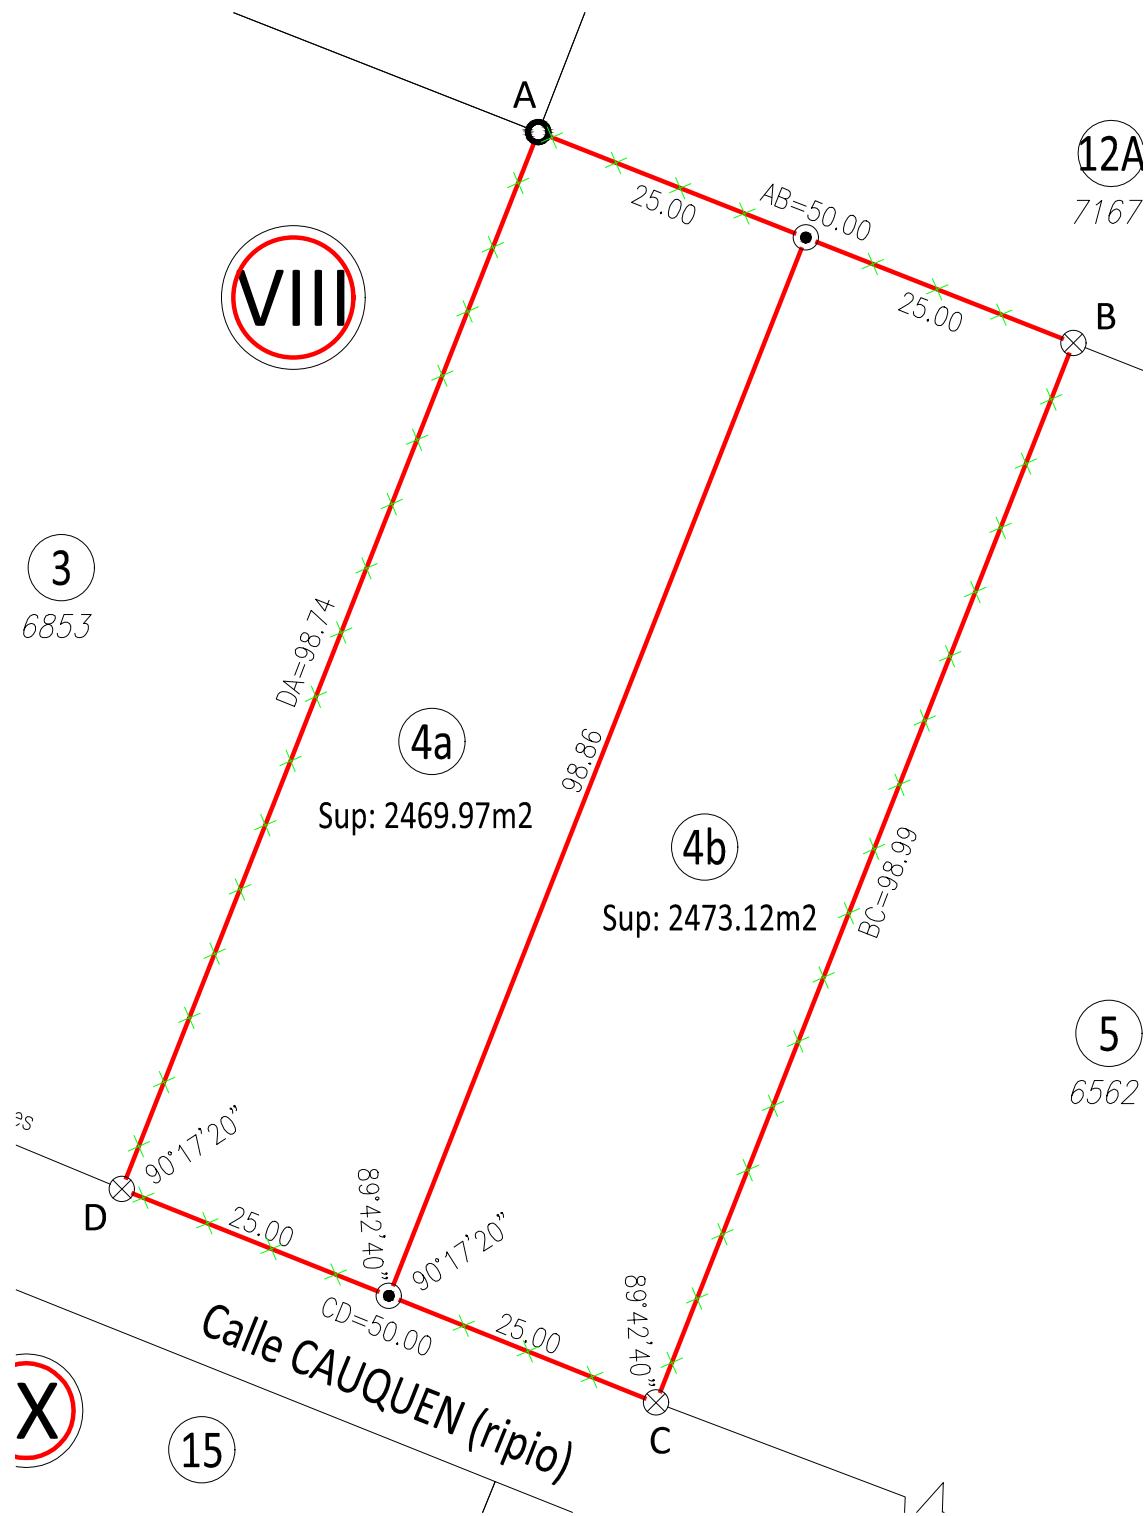 A
12A
7167
25.00
AB=50.00
VIII
25.00
B
3
6853
DA=98.74
4a
98.86
Sup: 2469.97m2
4b
BC=98.99
Sup: 2473.12m2
5
6562
es
90°17'20"
D
25.00
89°42'40"
90°17'20"
CD=50.00
25.00
89°42'40"
Calle CAUQUEN (ripio)
X
15
C